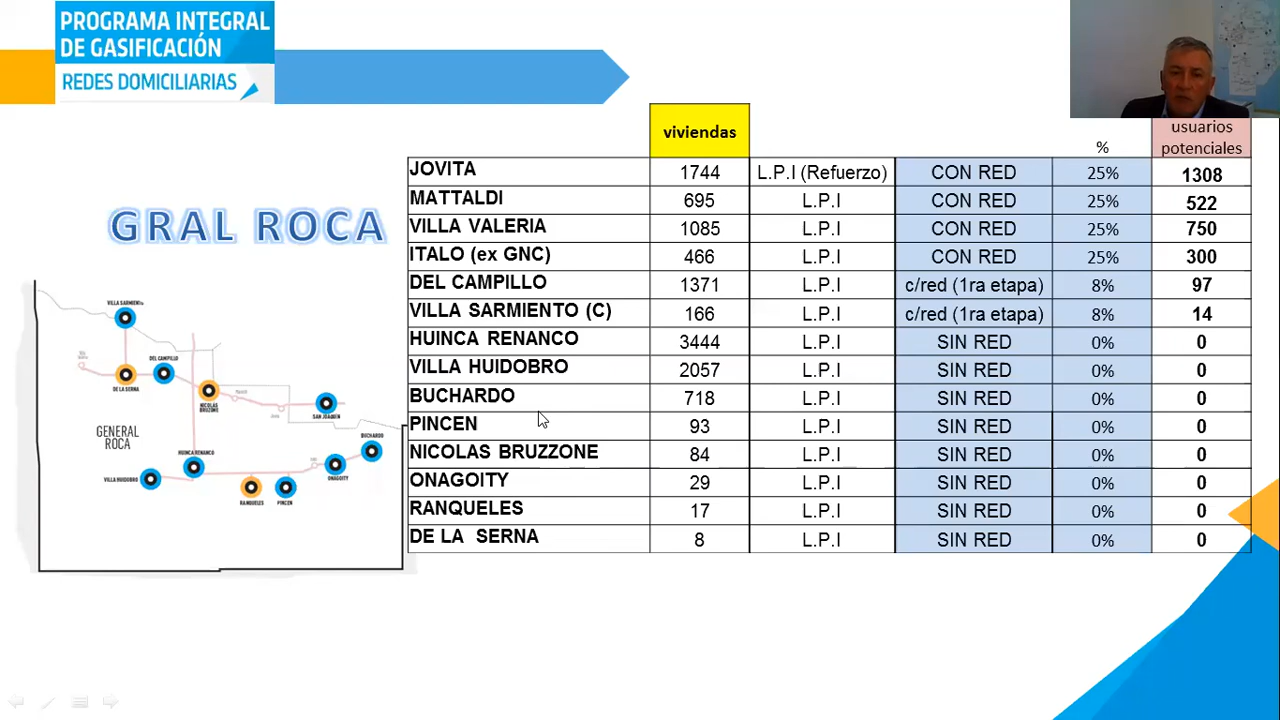 PROGRAMA INTEGRAL
DE GASIFICACIÓN
REDES DOMICILIARIAS
GRAL ROCA
viviendas % usuarios potenciales
JOVITA 1744 L.P.I (Refuerzo) CON RED 25% 1308
MATTALDI 695 L.P.I CON RED 25% 522
VILLA VALERIA 1085 L.P.I CON RED 25% 750
ITALO (ex GNC) 466 L.P.I CON RED 25% 300
DEL CAMPILLO 1371 L.P.I c/red (1ra etapa) 8% 97
VILLA SARMIENTO (C) 166 L.P.I c/red (1ra etapa) 8% 14
HUINCA RENANCO 3444 L.P.I SIN RED 0% 0
VILLA HUIDOBRO 2057 L.P.I SIN RED 0% 0
BUCHARDO 718 L.P.I SIN RED 0% 0
PINCEN 93 L.P.I SIN RED 0% 0
NICOLAS BRUZZONE 84 L.P.I SIN RED 0% 0
ONAGOITY 29 L.P.I SIN RED 0% 0
RANQUELES 17 L.P.I SIN RED 0% 0
DE LA SERNA 8 L.P.I SIN RED 0% 0
VILLA SARMIENTO
DEL CAMPILLO
DE LA SERNA
NICOLAS
BRUZONE
SAN JOAQUIN
GENERAL
ROCA
BUCHARDO
HUINCA RENANCO
ONAGOITY
VILLA HUIDOBRO
RANQUELES
PINCEN